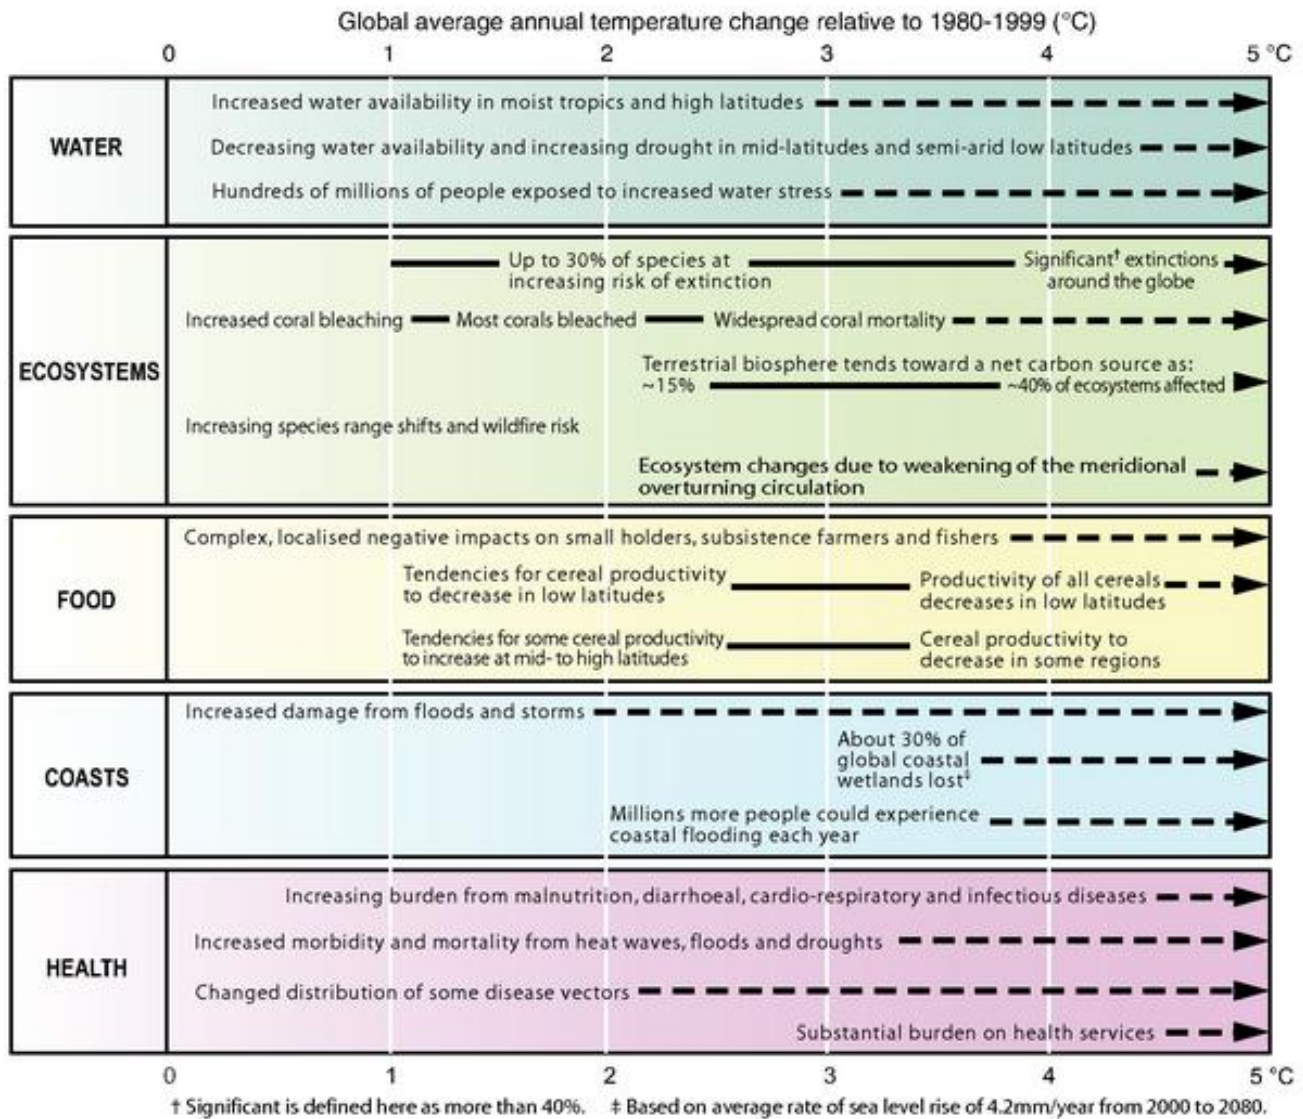 Global average annual temperature change relative to 1980-1999 (°C)
0 1 2 3 4 5 °C
WATER
Increased water availability in moist tropics and high latitudes
Decreasing water availability and increasing drought in mid-latitudes and semi-arid low latitudes
Hundreds of millions of people exposed to increased water stress
ECOSYSTEMS
Up to 30% of species at
increasing risk of extinction
Significant† extinctions
around the globe
Increased coral bleaching Most corals bleached Widespread coral mortality
Terrestrial biosphere tends toward a net carbon source as:
~15% ~40% of ecosystems affected
Increasing species range shifts and wildfire risk
Ecosystem changes due to weakening of the meridional
overturning circulation
FOOD
Complex, localised negative impacts on small holders, subsistence farmers and fishers
Tendencies for cereal productivity
to decrease in low latitudes
Productivity of all cereals
decreases in low latitudes
Tendencies for some cereal productivity
to increase at mid- to high latitudes
Cereal productivity to
decrease in some regions
COASTS
Increased damage from floods and storms
About 30% of
global coastal
wetlands lost‡
Millions more people could experience
coastal flooding each year
HEALTH
Increasing burden from malnutrition, diarrhoeal, cardio-respiratory and infectious diseases
Increased morbidity and mortality from heat waves, floods and droughts
Changed distribution of some disease vectors
Substantial burden on health services
0 1 2 3 4 5 °C
† Significant is defined here as more than 40%. ‡ Based on average rate of sea level rise of 4.2mm/year from 2000 to 2080.